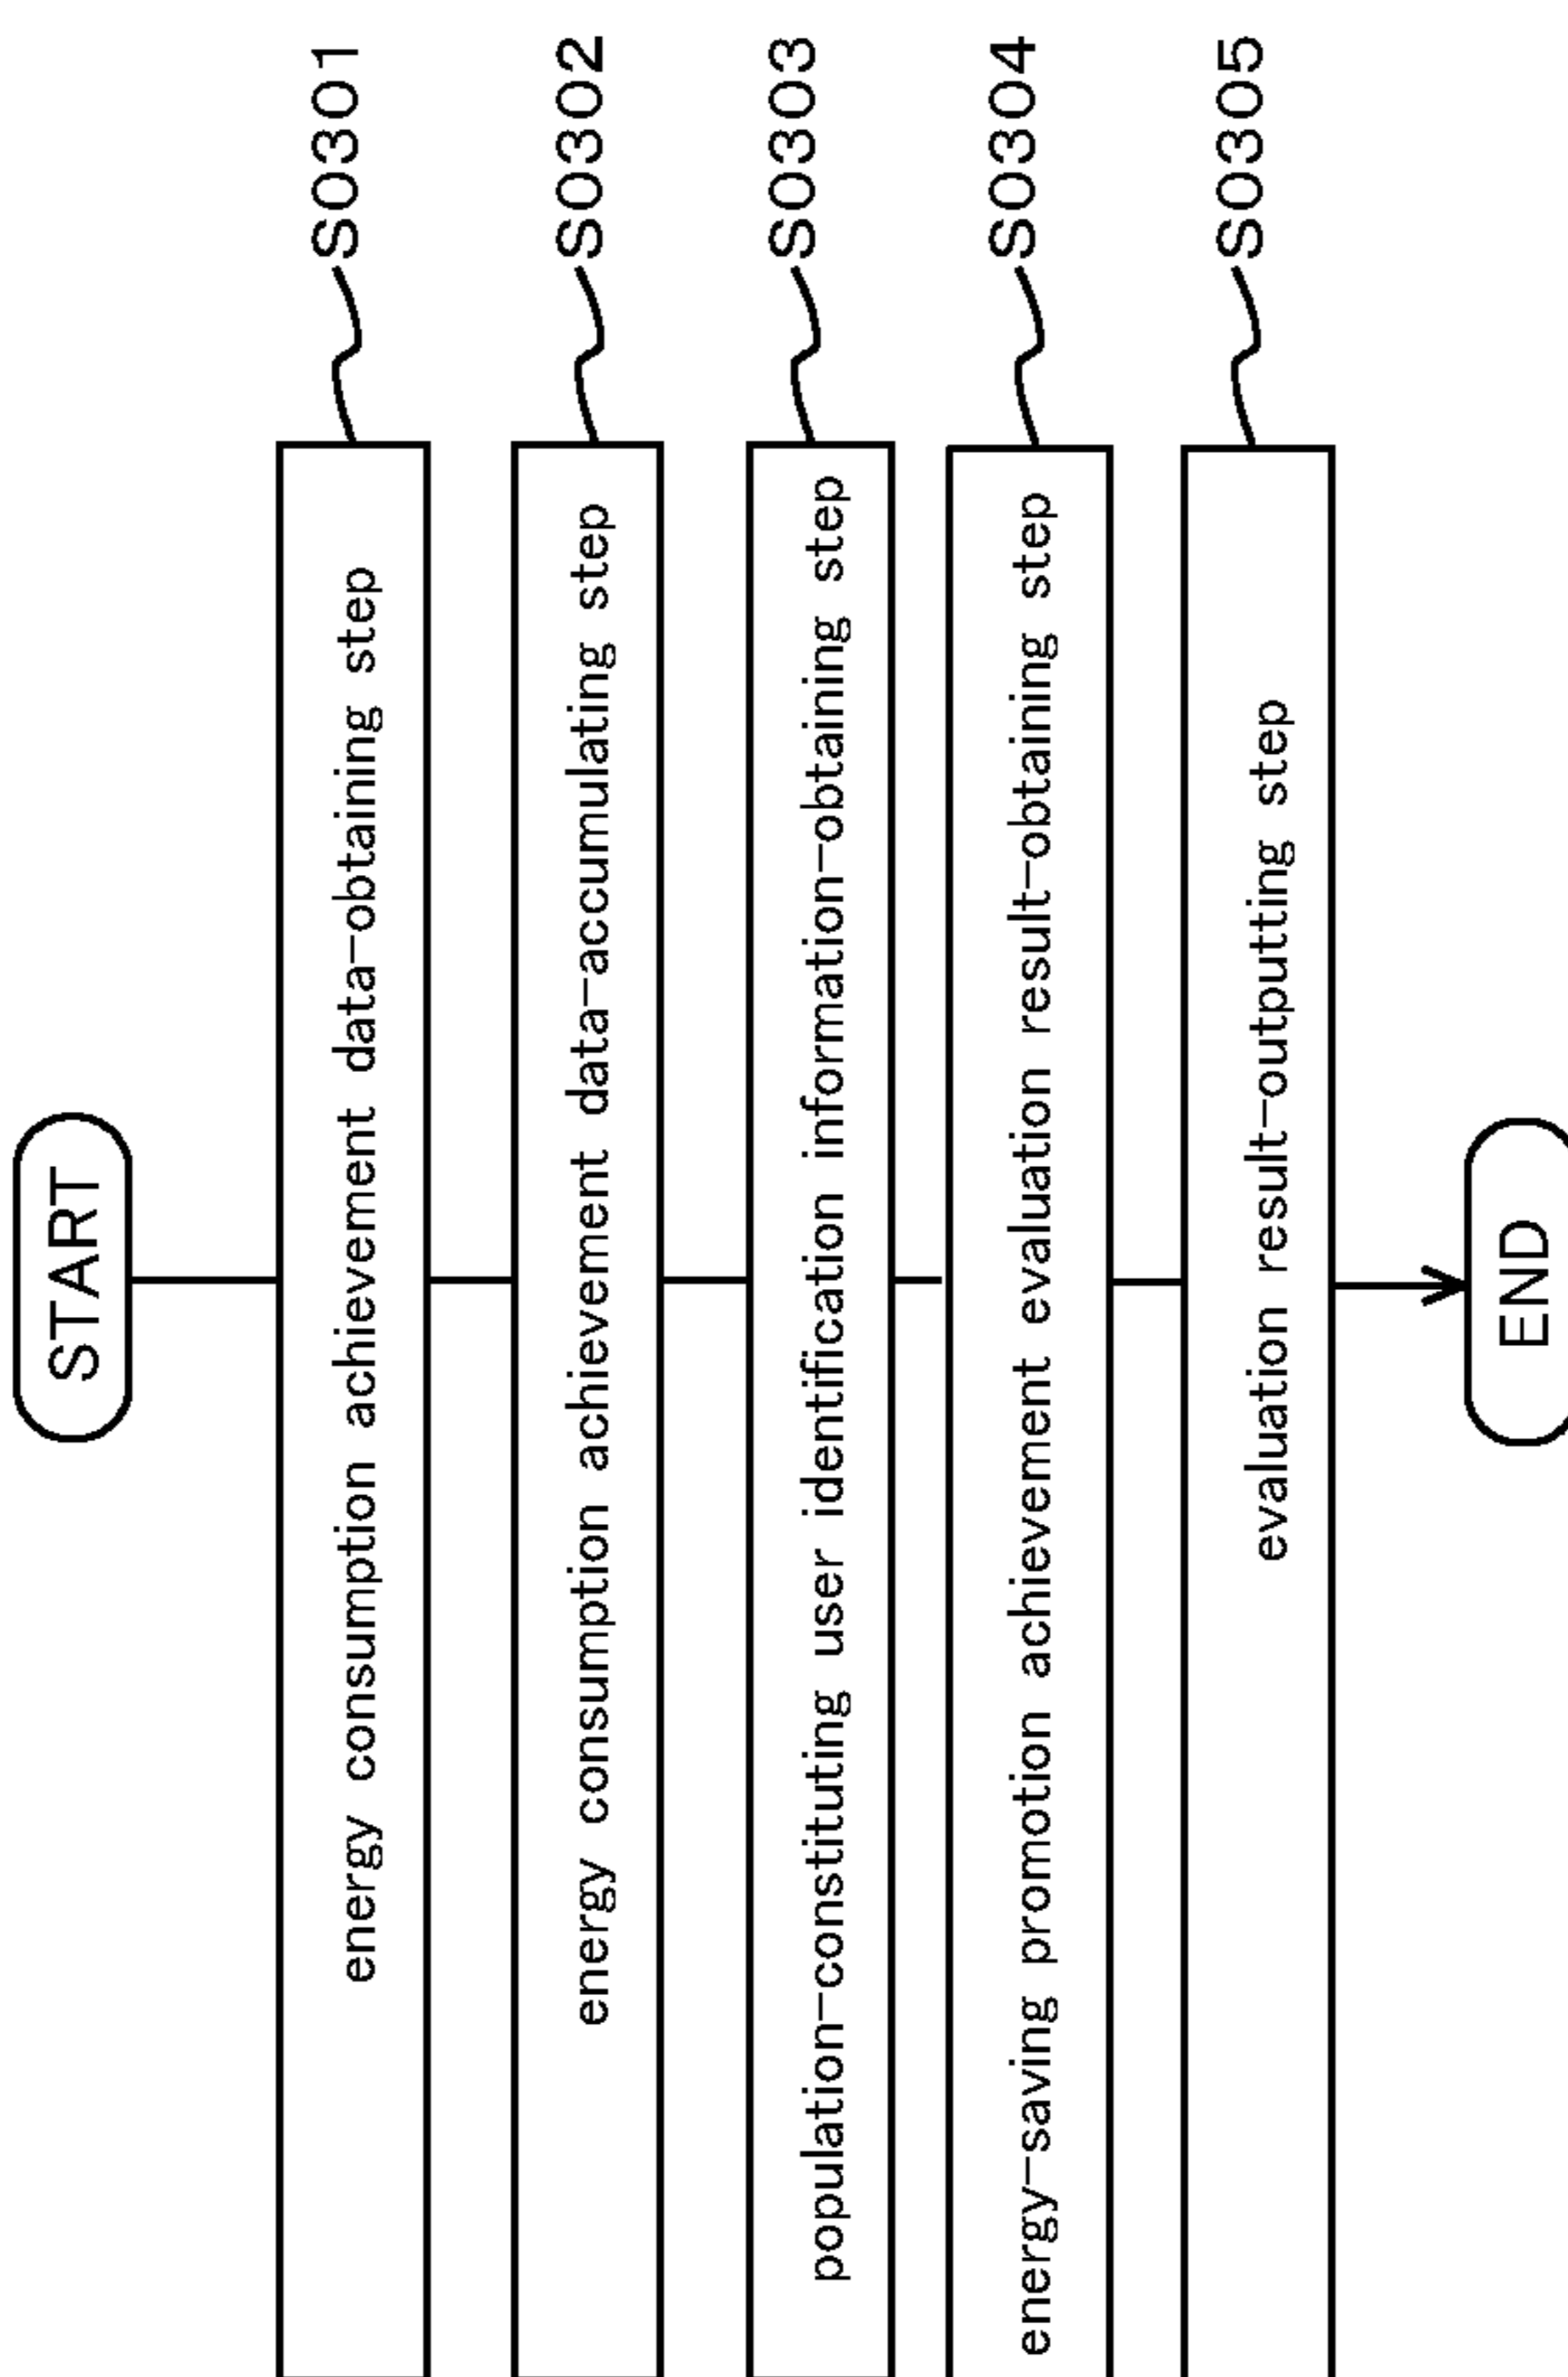 START
energy consumption achievement data-obtaining step
S0301
energy consumption achievement data-accumulating step
S0302
population-constituting user identification information-obtaining step
S0303
energy-saving promotion achievement evaluation result-obtaining step
S0304
evaluation result-outputting step
S0305
END